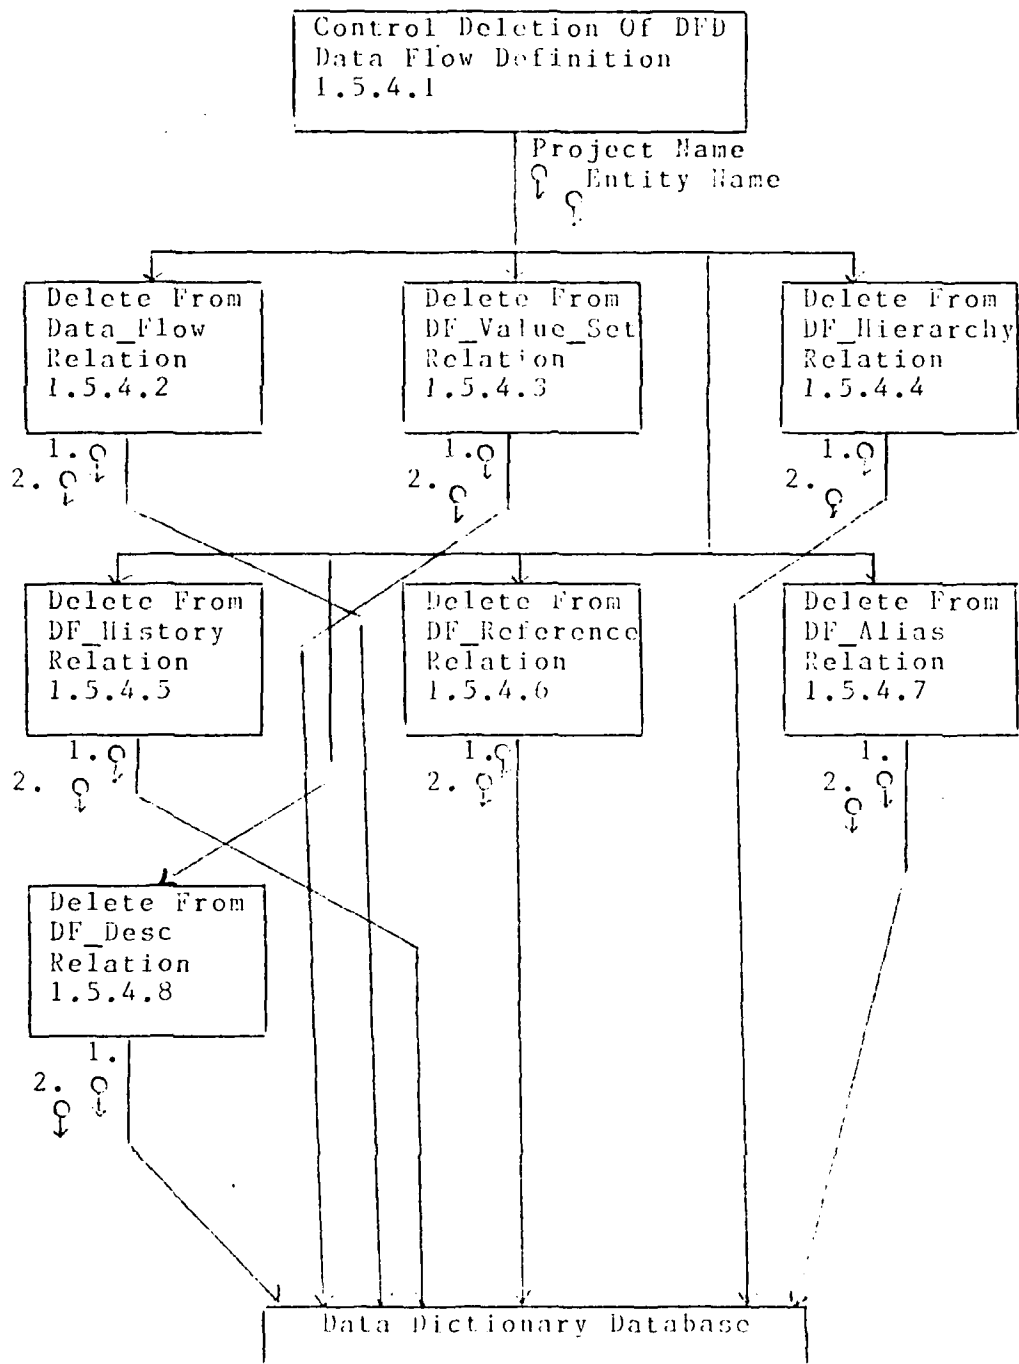 Control Deletion Of DFD
Data Flow Definition
1.5.4.1
Project Name
Entity Name
Delete From
Data_Flow
Relation
1.5.4.2
Delete From
DF_Value_Set
Relation
1.5.4.3
Delete From
DF_Hierarchy
Relation
1.5.4.4
1.
2.
1.
2.
1.
2.
Delete From
DF_History
Relation
1.5.4.5
Delete From
DF_Reference
Relation
1.5.4.6
Delete From
DF_Alias
Relation
1.5.4.7
1.
2.
1.
2.
1.
2.
Delete From
DF_Desc
Relation
1.5.4.8
1.
2.
Data Dictionary Database